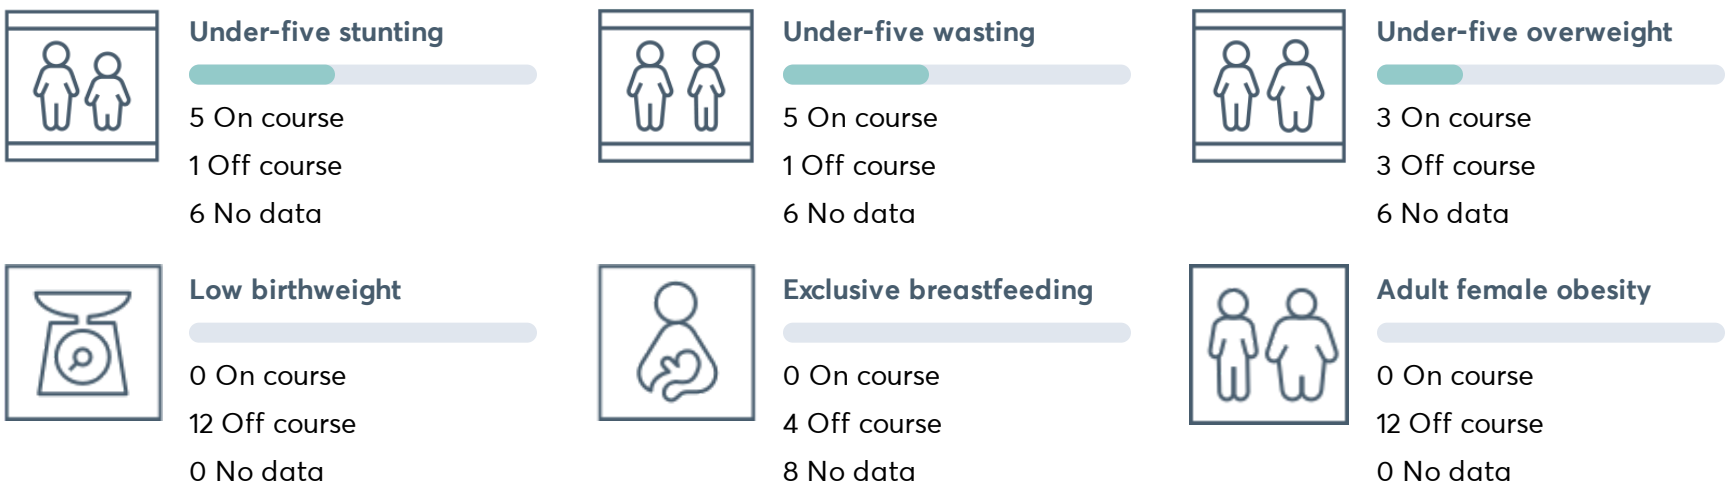 Under-five stunting
5 On course
1 Off course
6 No data
Under-five wasting
5 On course
1 Off course
6 No data
Under-five overweight
3 On course
3 Off course
6 No data
Low birthweight
0 On course
12 Off course
0 No data
Exclusive breastfeeding
0 On course
4 Off course
8 No data
Adult female obesity
0 On course
12 Off course
0 No data